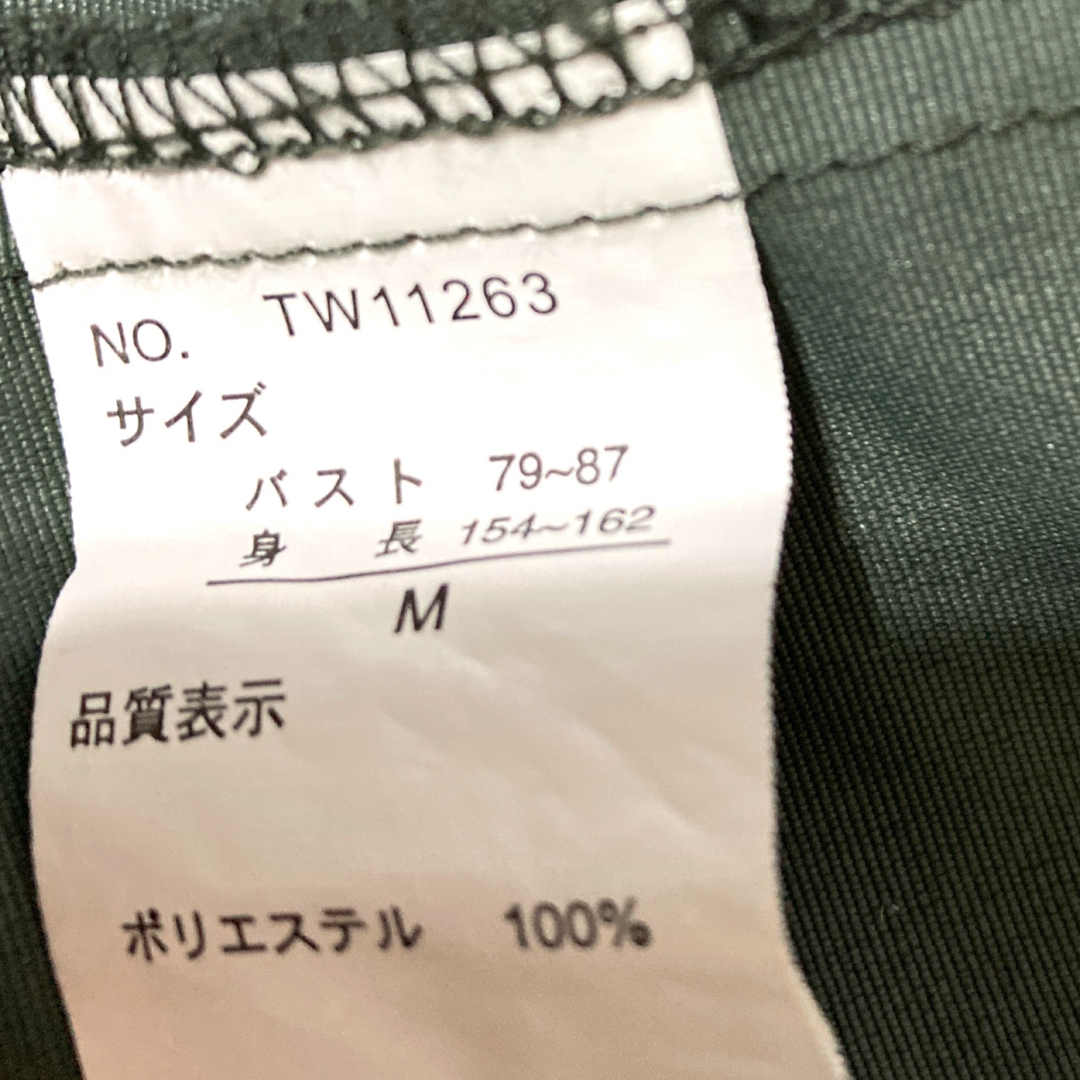 NO. TW11263
サイズ
バスト 79~87
身長 154~162
M
品質表示
ポリエステル 100%